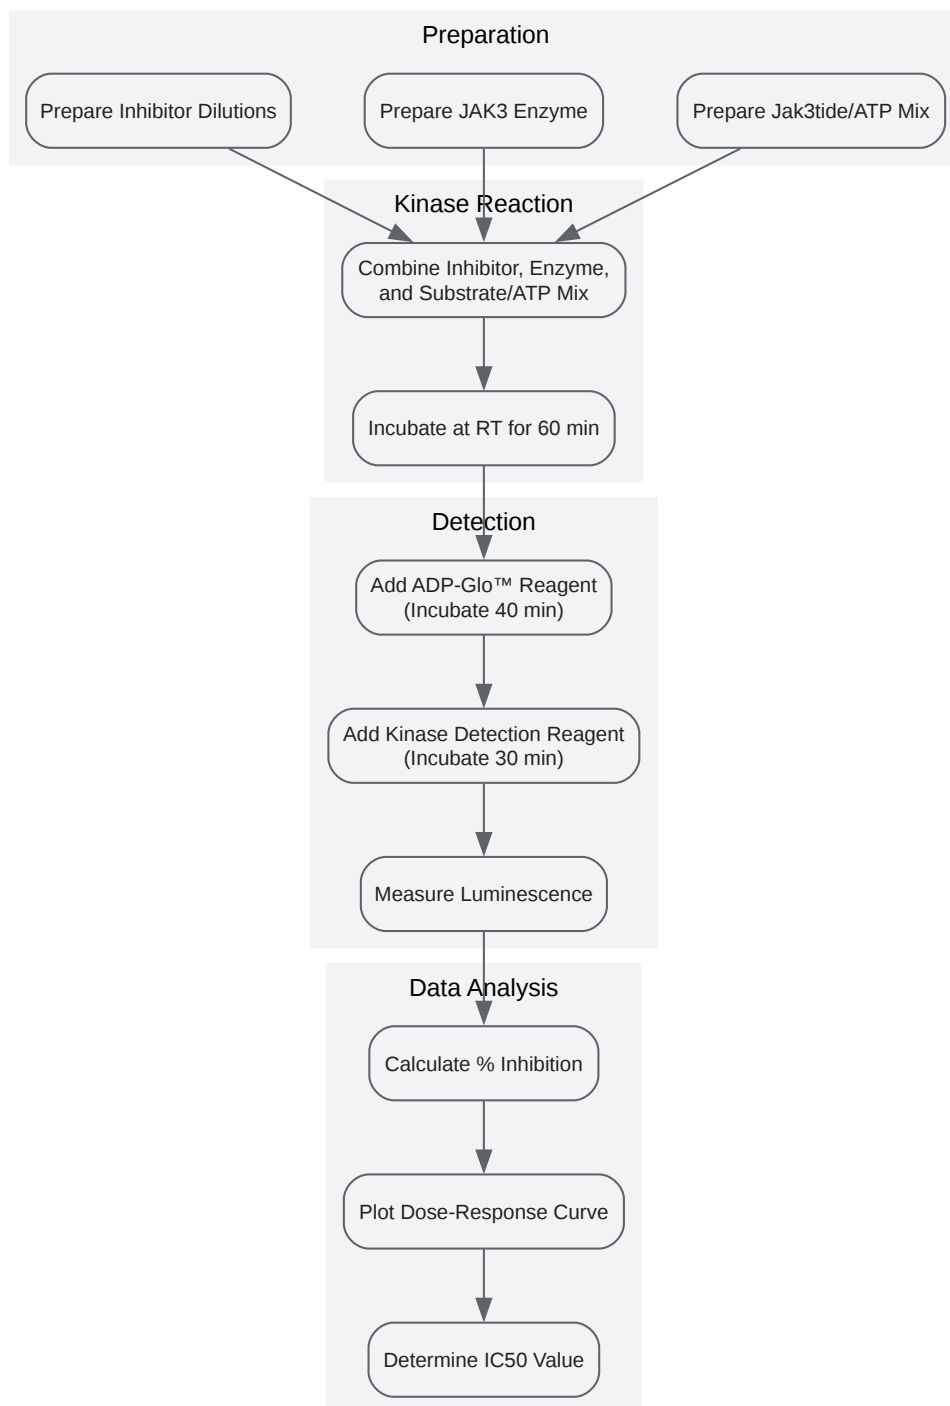 Preparation
Prepare Inhibitor Dilutions
Prepare JAK3 Enzyme
Prepare Jak3tide/ATP Mix
Kinase Reaction
Combine Inhibitor, Enzyme,
and Substrate/ATP Mix
Incubate at RT for 60 min
Detection
Add ADP-Glo™ Reagent
(Incubate 40 min)
Add Kinase Detection Reagent
(Incubate 30 min)
Measure Luminescence
Data Analysis
Calculate % Inhibition
Plot Dose-Response Curve
Determine IC50 Value